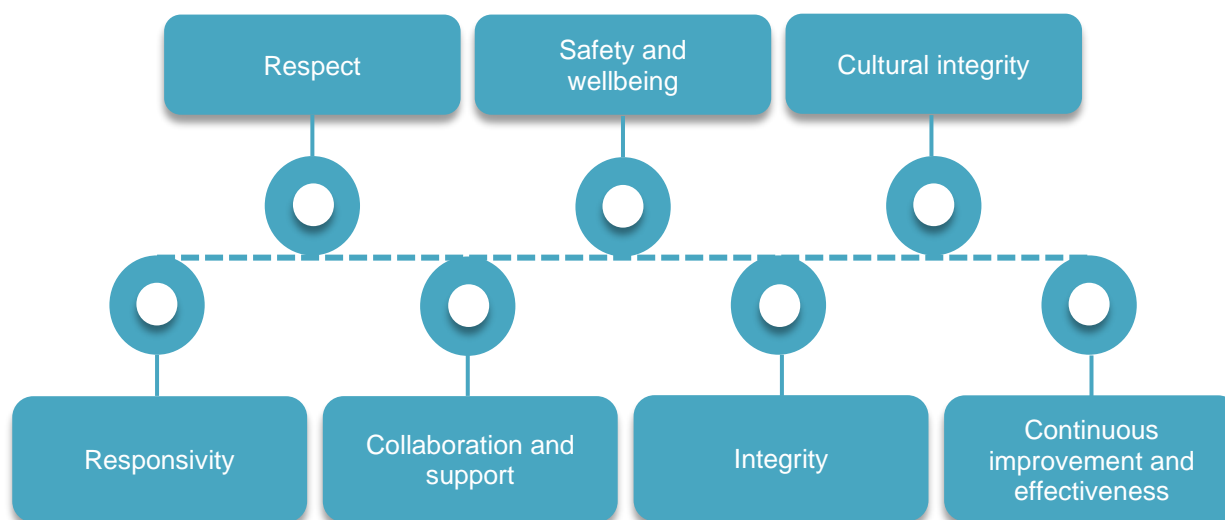 Respect
Safety and
wellbeing
Cultural integrity
Responsivity
Collaboration and
support
Integrity
Continuous
improvement and
effectiveness